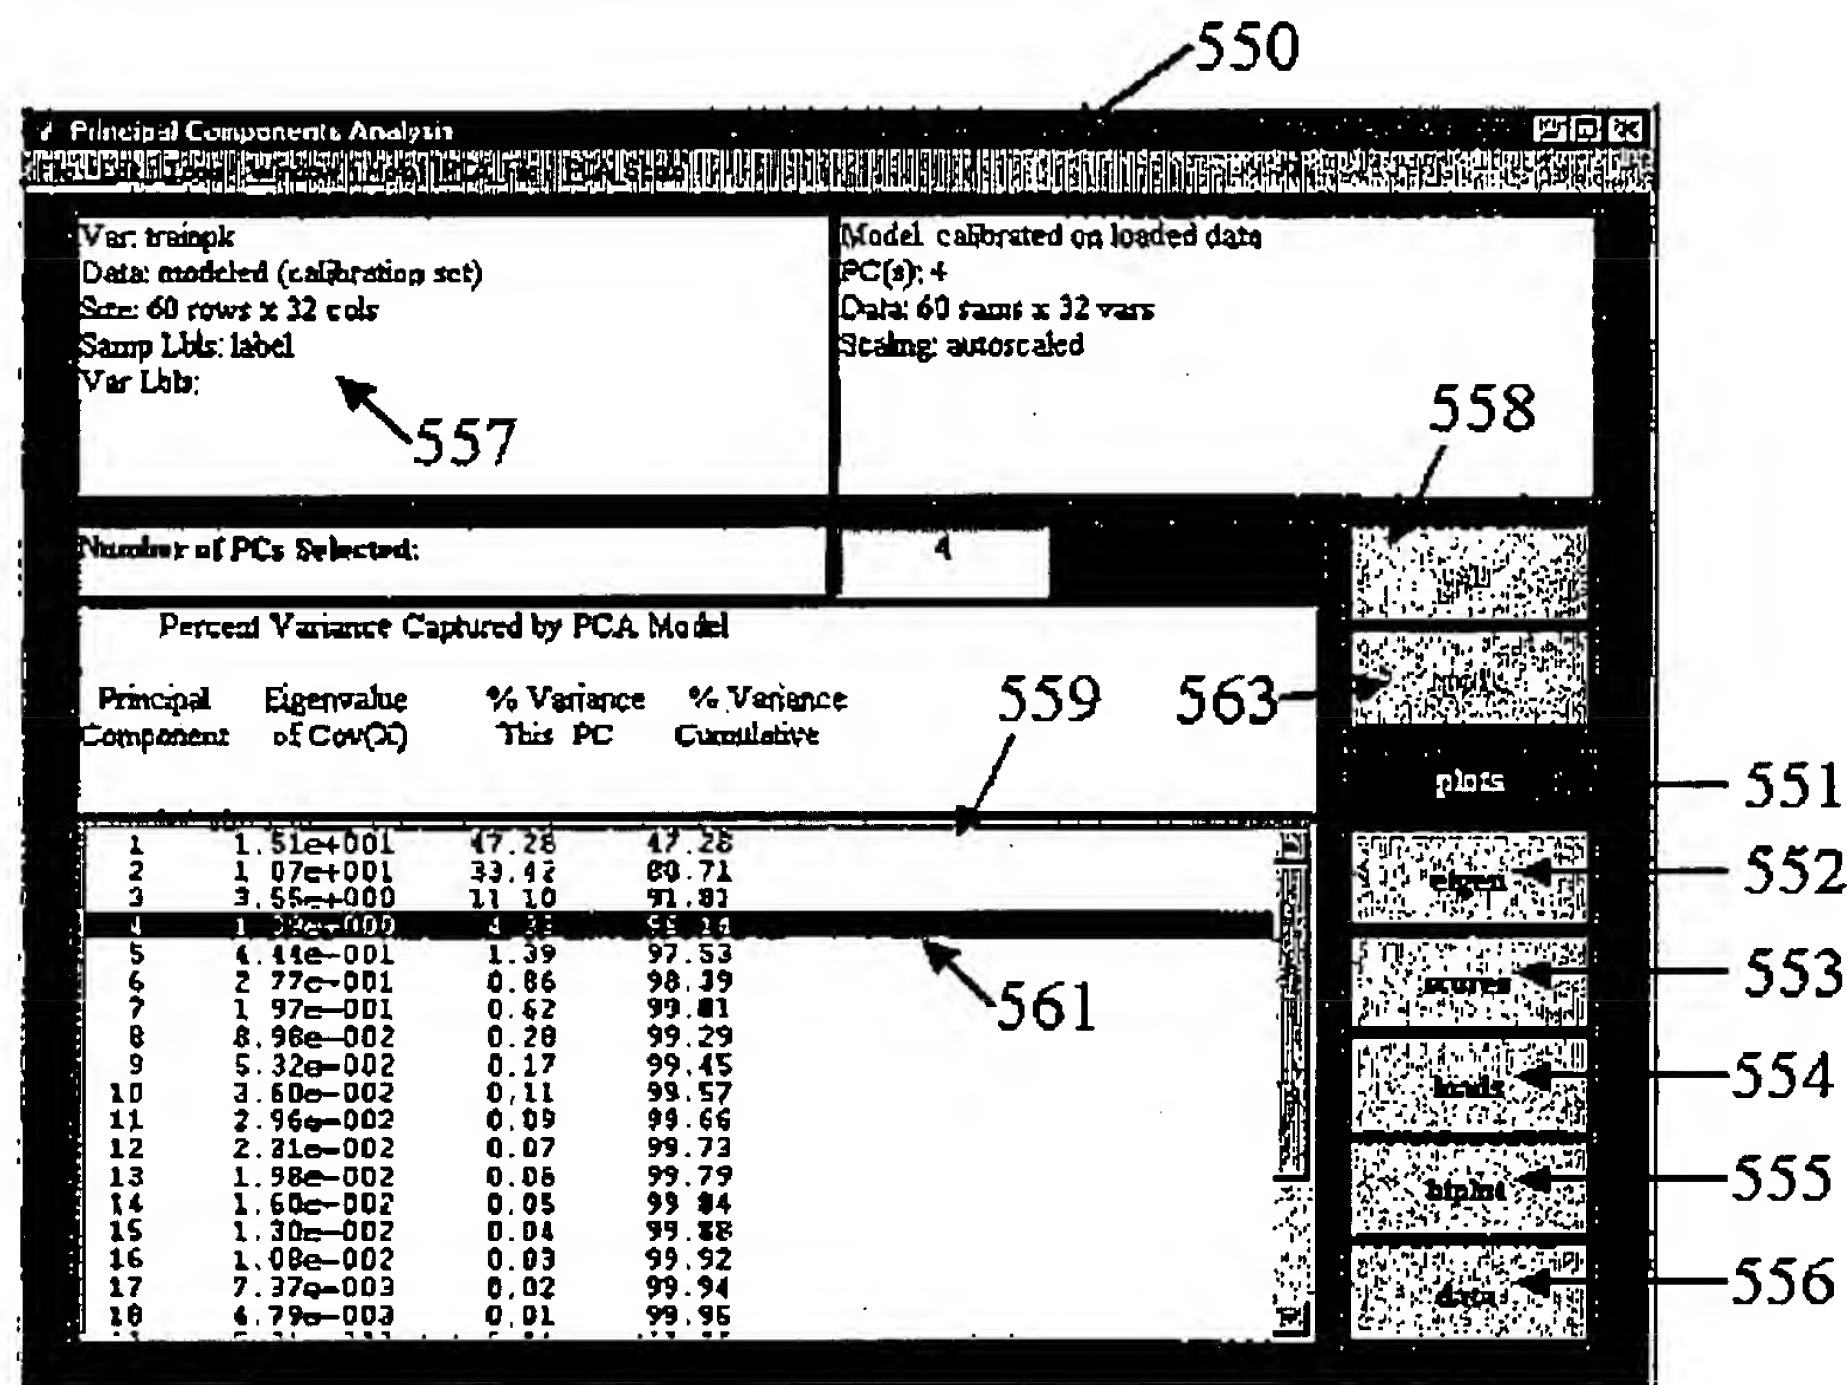 550
Principal Components Analysis
Var: trainpk
Data: modeled (calibration set)
Size: 60 rows x 32 cols
Samp Lbls: label
Var Lbls:
557
Model calibrated on loaded data
PC(s): 4
Data: 60 sams x 32 vars
Scaling: autoscaled
558
Number of PCs Selected: 4
Percent Variance Captured by PCA Model
Principal Eigenvalue % Variance % Variance
Component of Cov(X) This PC Cumulative
559
563
1 1.51e+001 47.28 47.28
2 1.07e+001 33.42 80.71
3 3.55e+000 11.10 91.81
4
5 4.44e-001 1.39 97.53
6 2.77e-001 0.86 98.39
7 1.97e-001 0.62 99.01
8 0.28 99.29
9 5.32e-002 0.17 99.45
10 3.60e-002 0.11 99.57
11 2.96e-002 0.09 99.66
12 0.07 99.73
13 1.98e-002 0.06 99.79
14 1.60e-002 0.05 99.84
15 1.30e-002 0.04 99.88
16 1.08e-002 0.03 99.92
17 7.37e-003 0.02 99.94
18 4.79e-003 0.01 99.96
561
plots
551
eigen
552
scores
553
loads
554
biplot
555
data
556